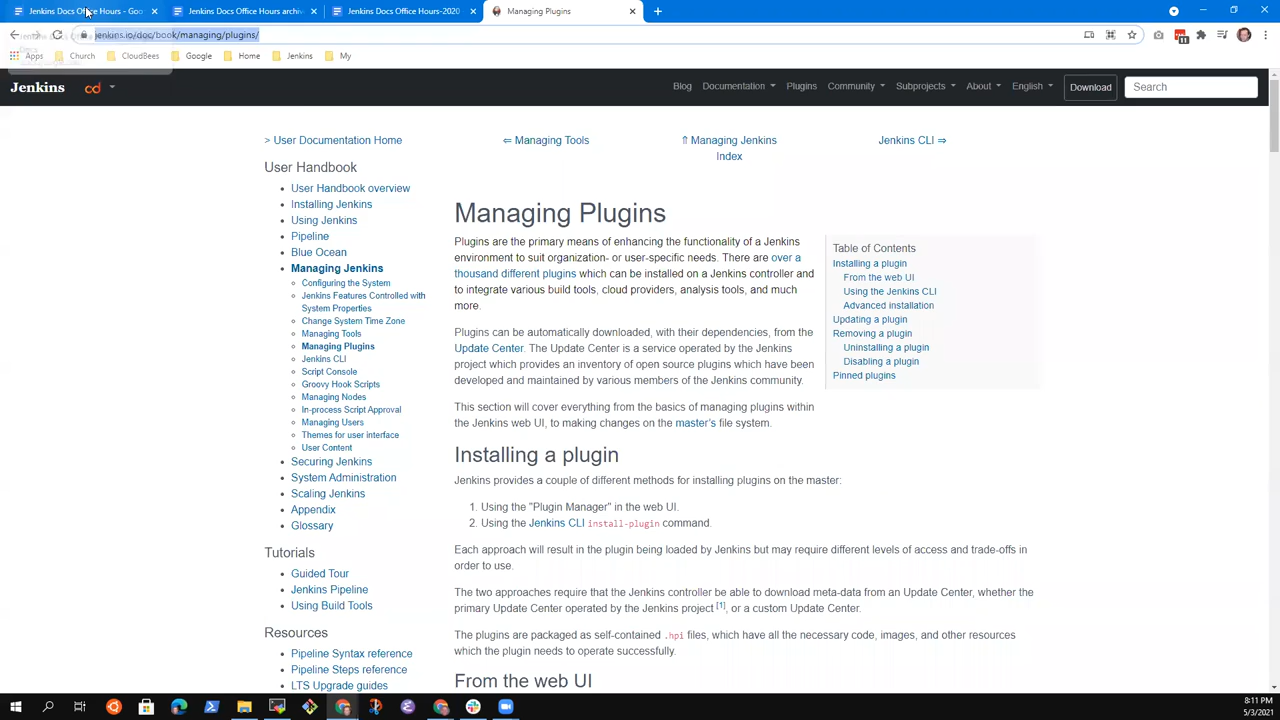 Jenkins Docs Office Hours - Goo
Jenkins Docs Office Hours archiv
Jenkins Docs Office Hours-2020
Managing Plugins
jenkins.io/doc/book/managing/plugins/
11
Apps
Church
CloudBees
Google
Home
Jenkins
My
Jenkins
cd
Blog
Documentation
Plugins
Community
Subprojects
About
English
Download
Search
> User Documentation Home
⇐ Managing Tools
⇑ Managing Jenkins
Index
Jenkins CLI ⇒
User Handbook
User Handbook overview
Installing Jenkins
Using Jenkins
Pipeline
Blue Ocean
Managing Jenkins
Configuring the System
Jenkins Features Controlled with
System Properties
Change System Time Zone
Managing Tools
Managing Plugins
Jenkins CLI
Script Console
Groovy Hook Scripts
Managing Nodes
In-process Script Approval
Managing Users
Themes for user interface
User Content
Securing Jenkins
System Administration
Scaling Jenkins
Appendix
Glossary
Tutorials
Guided Tour
Jenkins Pipeline
Using Build Tools
Resources
Pipeline Syntax reference
Pipeline Steps reference
LTS Upgrade guides
Managing Plugins
Plugins are the primary means of enhancing the functionality of a Jenkins
environment to suit organization- or user-specific needs. There are over a
thousand different plugins which can be installed on a Jenkins controller and
to integrate various build tools, cloud providers, analysis tools, and much
more.
Plugins can be automatically downloaded, with their dependencies, from the
Update Center. The Update Center is a service operated by the Jenkins
project which provides an inventory of open source plugins which have been
developed and maintained by various members of the Jenkins community.
This section will cover everything from the basics of managing plugins within
the Jenkins web UI, to making changes on the master's file system.
Table of Contents
Installing a plugin
From the web UI
Using the Jenkins CLI
Advanced installation
Updating a plugin
Removing a plugin
Uninstalling a plugin
Disabling a plugin
Pinned plugins
Installing a plugin
Jenkins provides a couple of different methods for installing plugins on the master:
1. Using the "Plugin Manager" in the web UI.
2. Using the Jenkins CLI install-plugin command.
Each approach will result in the plugin being loaded by Jenkins but may require different levels of access and trade-offs in
order to use.
The two approaches require that the Jenkins controller be able to download meta-data from an Update Center, whether the
primary Update Center operated by the Jenkins project [1], or a custom Update Center.
The plugins are packaged as self-contained .hpi files, which have all the necessary code, images, and other resources
which the plugin needs to operate successfully.
From the web UI
8:11 PM
5/3/2021